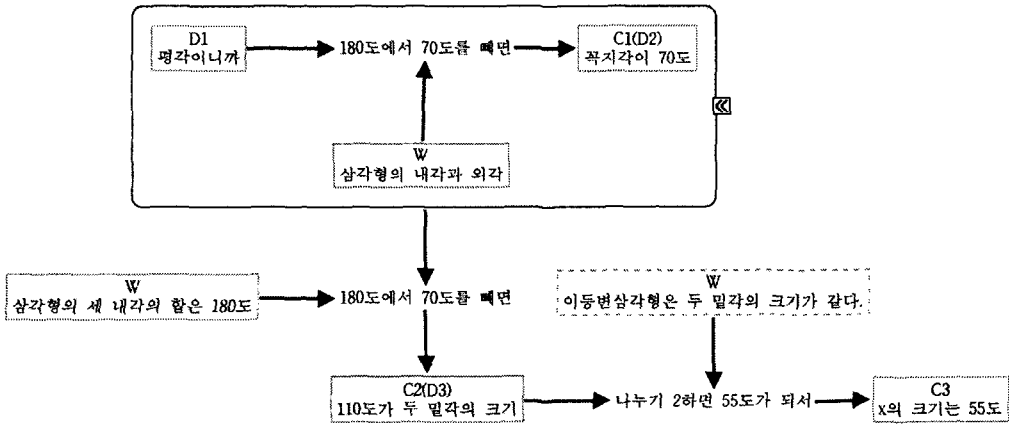 D1
평각이니까
180도에서 70도를 빼면
C1(D2)
꼭지각이 70도
W
삼각형의 내각과 외각
W
삼각형의 세 내각의 합은 180도
180도에서 70도를 빼면
W
이등변삼각형은 두 밑각의 크기가 같다.
C2(D3)
110도가 두 밑각의 크기
나누기 2하면 55도가 되서
C3
x의 크기는 55도